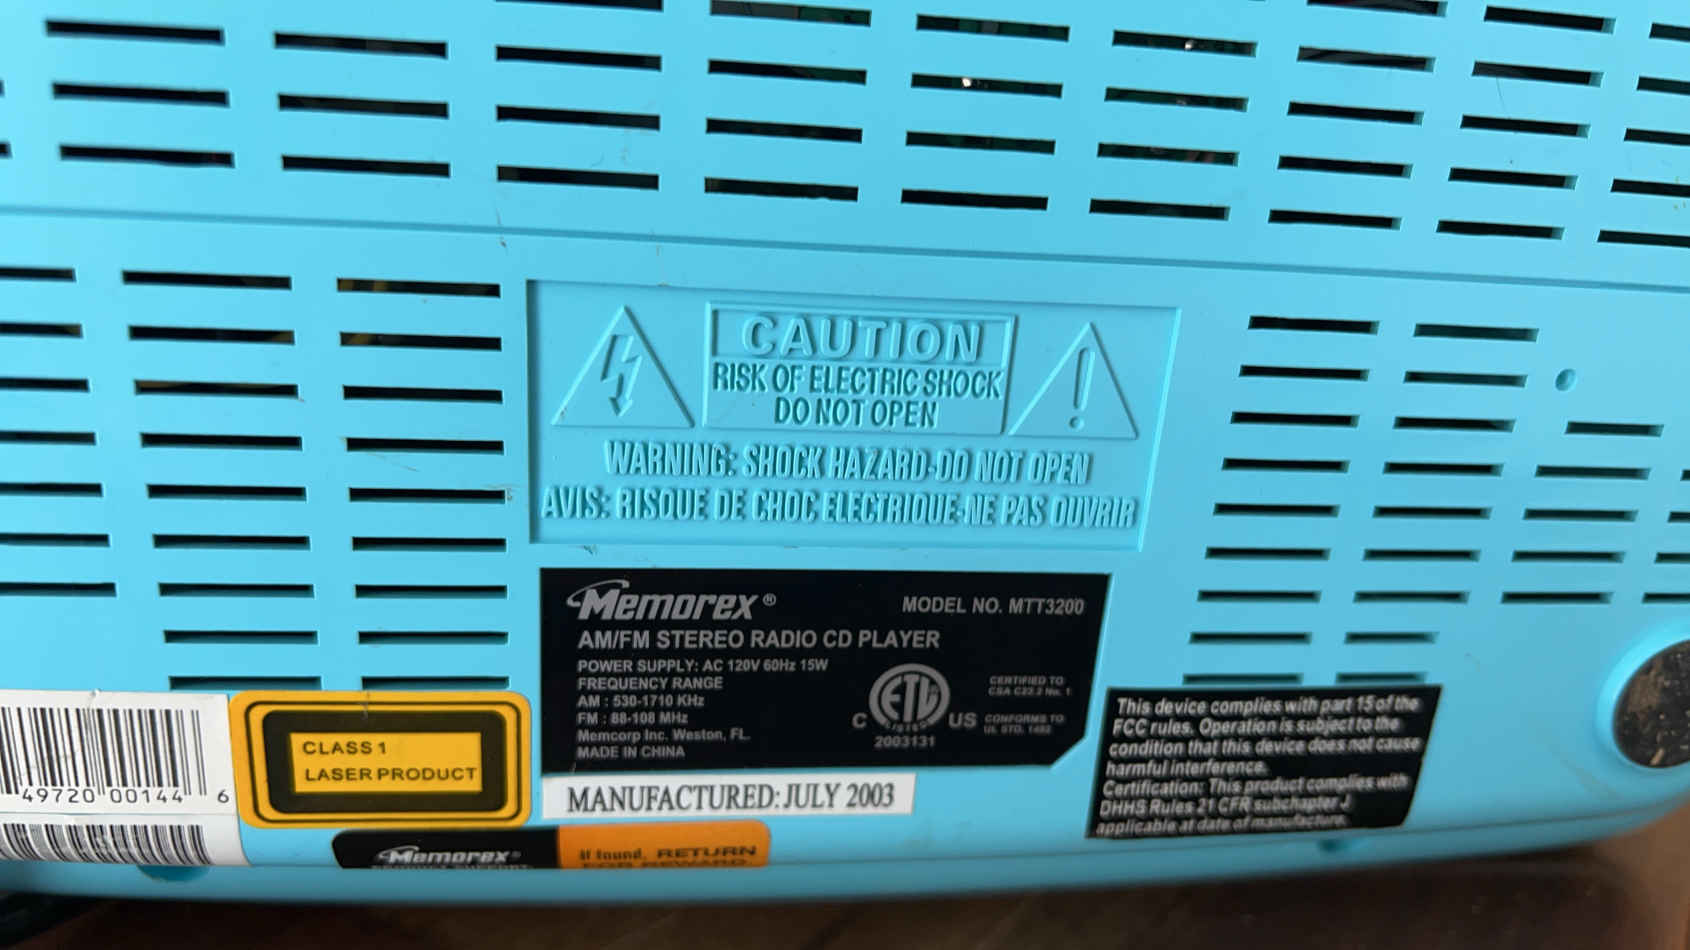 CAUTION
RISK OF ELECTRIC SHOCK
DO NOT OPEN
WARNING: SHOCK HAZARD-DO NOT OPEN
AVIS: RISQUE DE CHOC ELECTRIQUE-NE PAS OUVRIR
Memorex®
MODEL NO. MTT3200
AM/FM STEREO RADIO CD PLAYER
POWER SUPPLY: AC 120V 60Hz 15W
FREQUENCY RANGE
AM : 530-1710 KHz
FM : 88-108 MHz
Memcorp Inc. Weston, FL.
MADE IN CHINA
C ETL US
LISTED
2003131
CERTIFIED TO
CSA C22.2 No. 1
CONFORMS TO
UL STD. 1492
This device complies with part 15 of the
FCC rules. Operation is subject to the
condition that this device does not cause
harmful interference.
Certification: This product complies with
DHHS Rules 21 CFR subchapter J
applicable at date of manufacture.
49720 00144 6
CLASS 1
LASER PRODUCT
MANUFACTURED: JULY 2003
Memorex®
PRODUCT SUPPORT
If found, RETURN
FOR REWARD